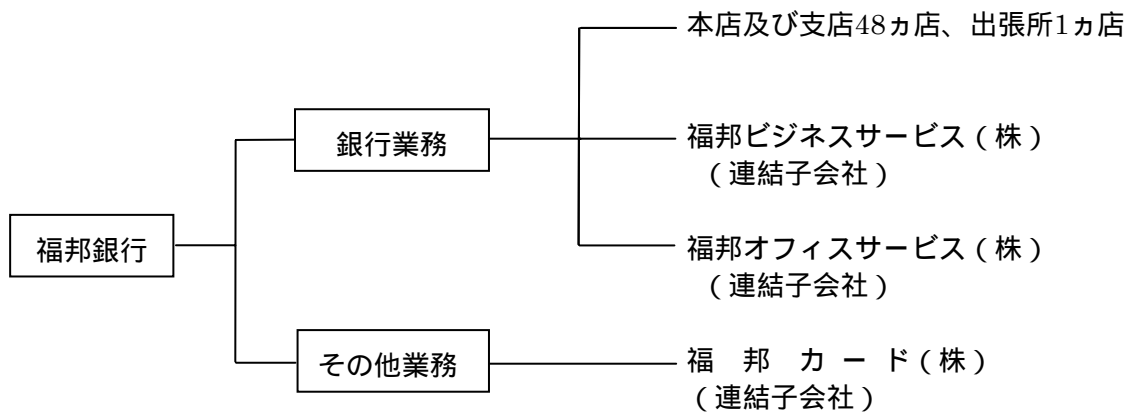 本店及び支店48ヵ店、出張所1ヵ店
銀行業務
福邦ビジネスサービス(株)
(連結子会社)
福邦銀行
福邦オフィスサービス(株)
(連結子会社)
その他業務
福 邦 カ ー ド(株)
(連結子会社)